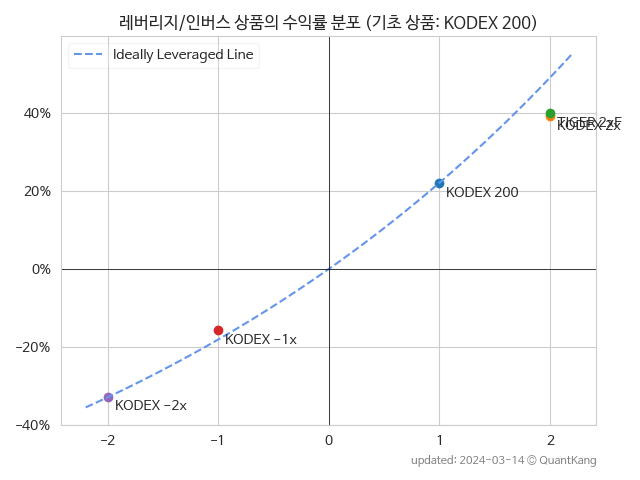 레버리지/인버스 상품의 수익률 분포 (기초 상품: KODEX 200)
Ideally Leveraged Line
40%
20%
0%
−20%
−40%
TIGER 2xF
KODEX 2x
KODEX 200
KODEX −1x
KODEX −2x
−2
−1
0
1
2
updated: 2024-03-14 © QuantKang